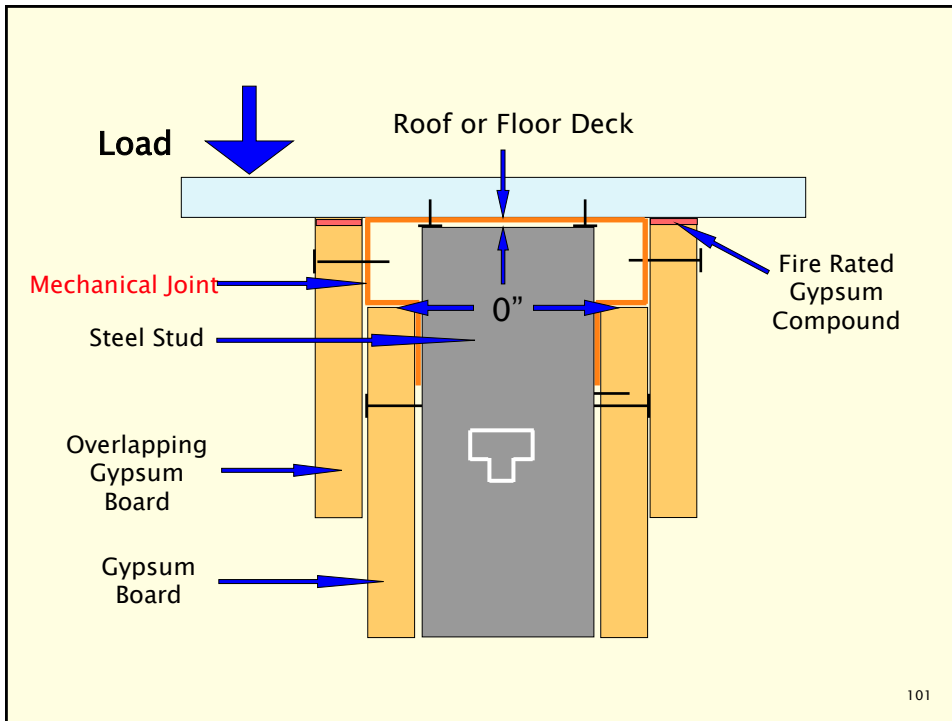 Load
Roof or Floor Deck
Mechanical Joint
0”
Fire Rated
Gypsum
Compound
Steel Stud
Overlapping
Gypsum
Board
Gypsum
Board
101